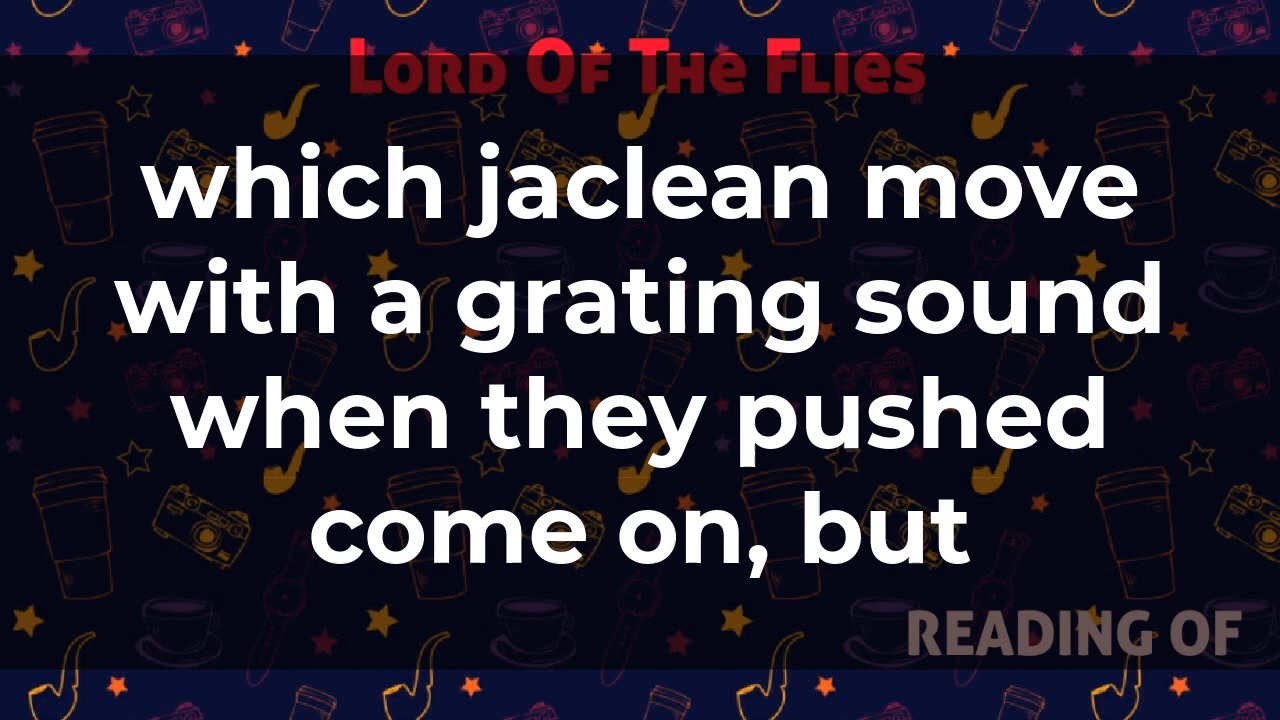 Lord Of The Flies
which jaclean move
with a grating sound
when they pushed
come on, but
READING OF